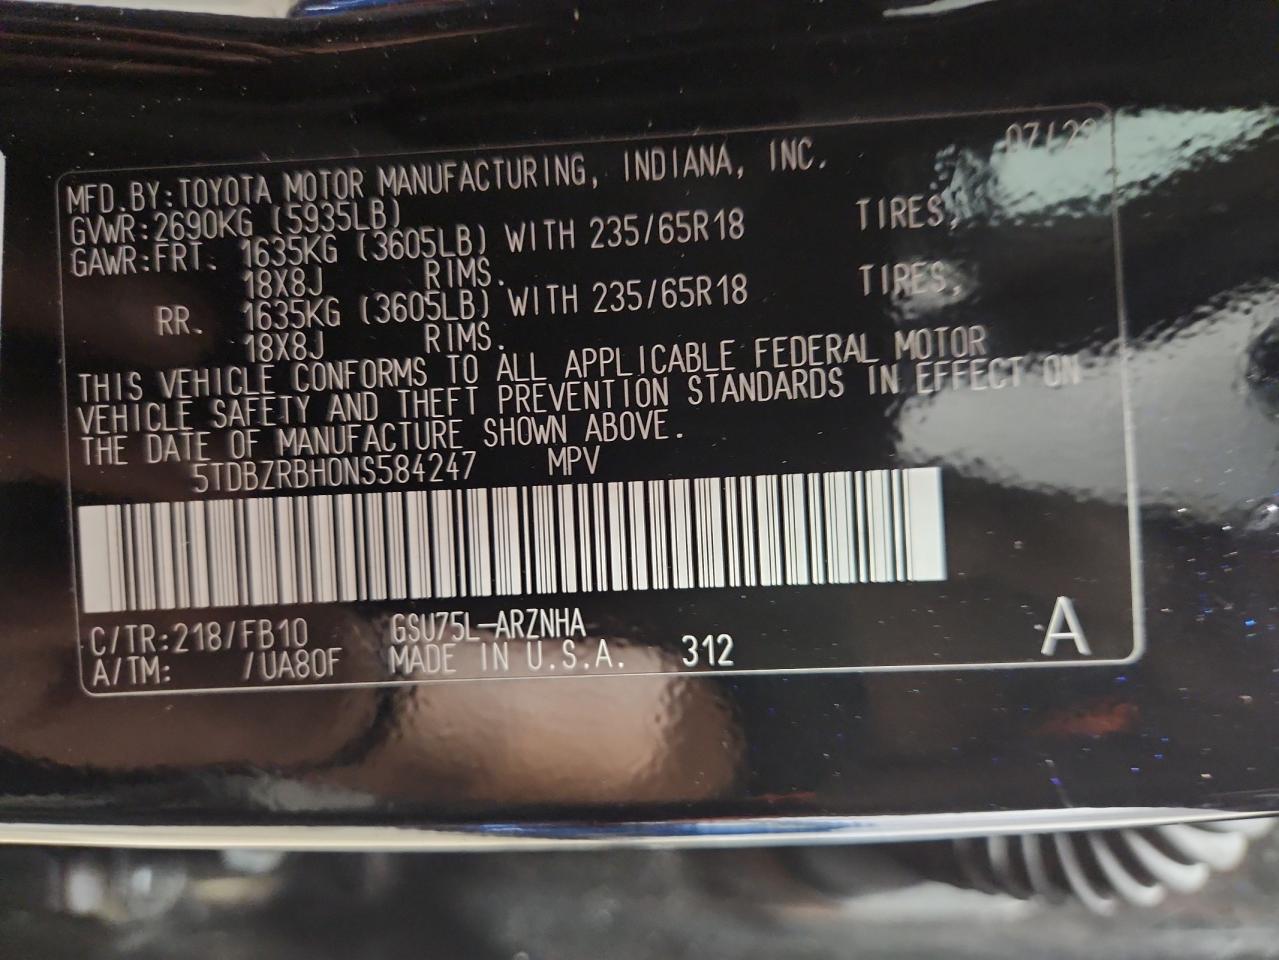 07/22
MFD.BY:TOYOTA MOTOR MANUFACTURING, INDIANA, INC.
GVWR:2690KG (5935LB)
GAWR:FRT. 1635KG (3605LB) WITH 235/65R18 TIRES,
18X8J RIMS.
RR. 1635KG (3605LB) WITH 235/65R18 TIRES,
18X8J RIMS.
THIS VEHICLE CONFORMS TO ALL APPLICABLE FEDERAL MOTOR
VEHICLE SAFETY AND THEFT PREVENTION STANDARDS IN EFFECT ON
THE DATE OF MANUFACTURE SHOWN ABOVE.
5TDBZRBH0NS584247 MPV
C/TR:218/FB10 GSU75L-ARZNHA
A/TM: /UA80F MADE IN U.S.A. 312
A